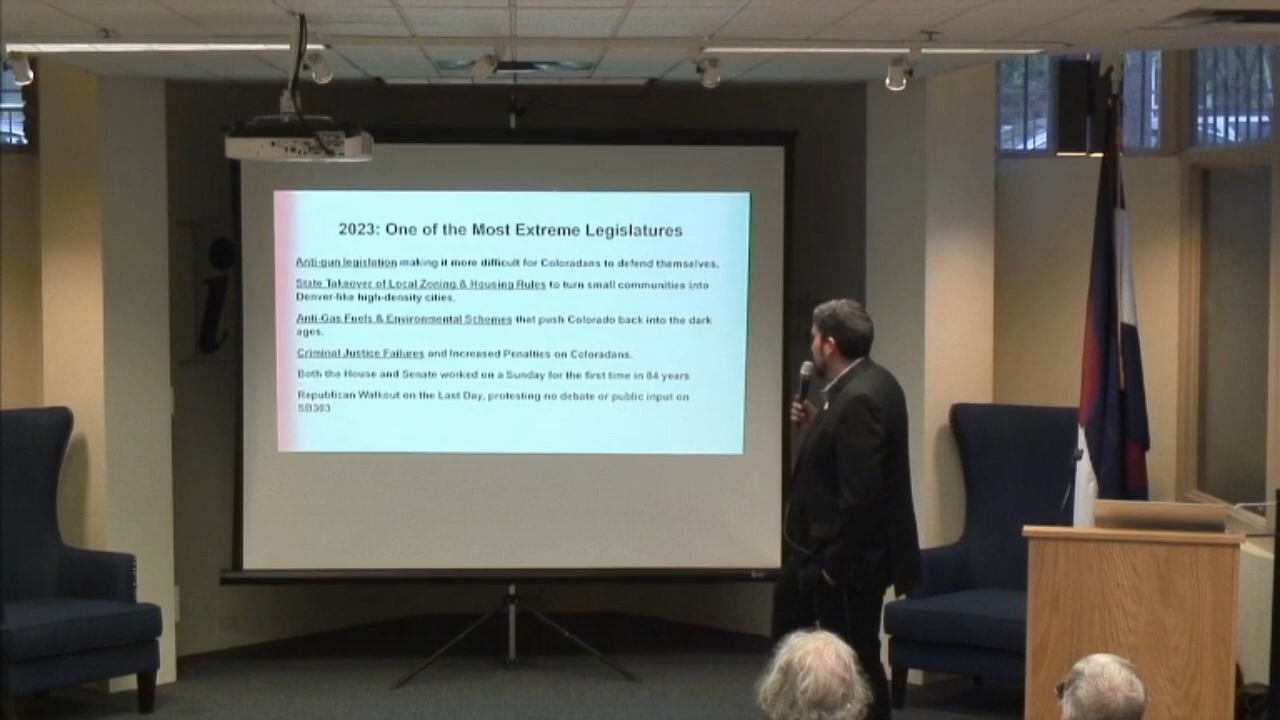 2023: One of the Most Extreme Legislatures
Anti-gun legislation making it more difficult for Coloradans to defend themselves.
State Takeover of Local Zoning & Housing Rules to turn small communities into
Denver-like high-density cities.
Anti-Gas Fuels & Environmental Schemes that push Colorado back into the dark
ages.
Criminal Justice Failures and Increased Penalties on Coloradans.
Both the House and Senate worked on a Sunday for the first time in 84 years
Republican Walkout on the Last Day, protesting no debate or public input on
SB303
i